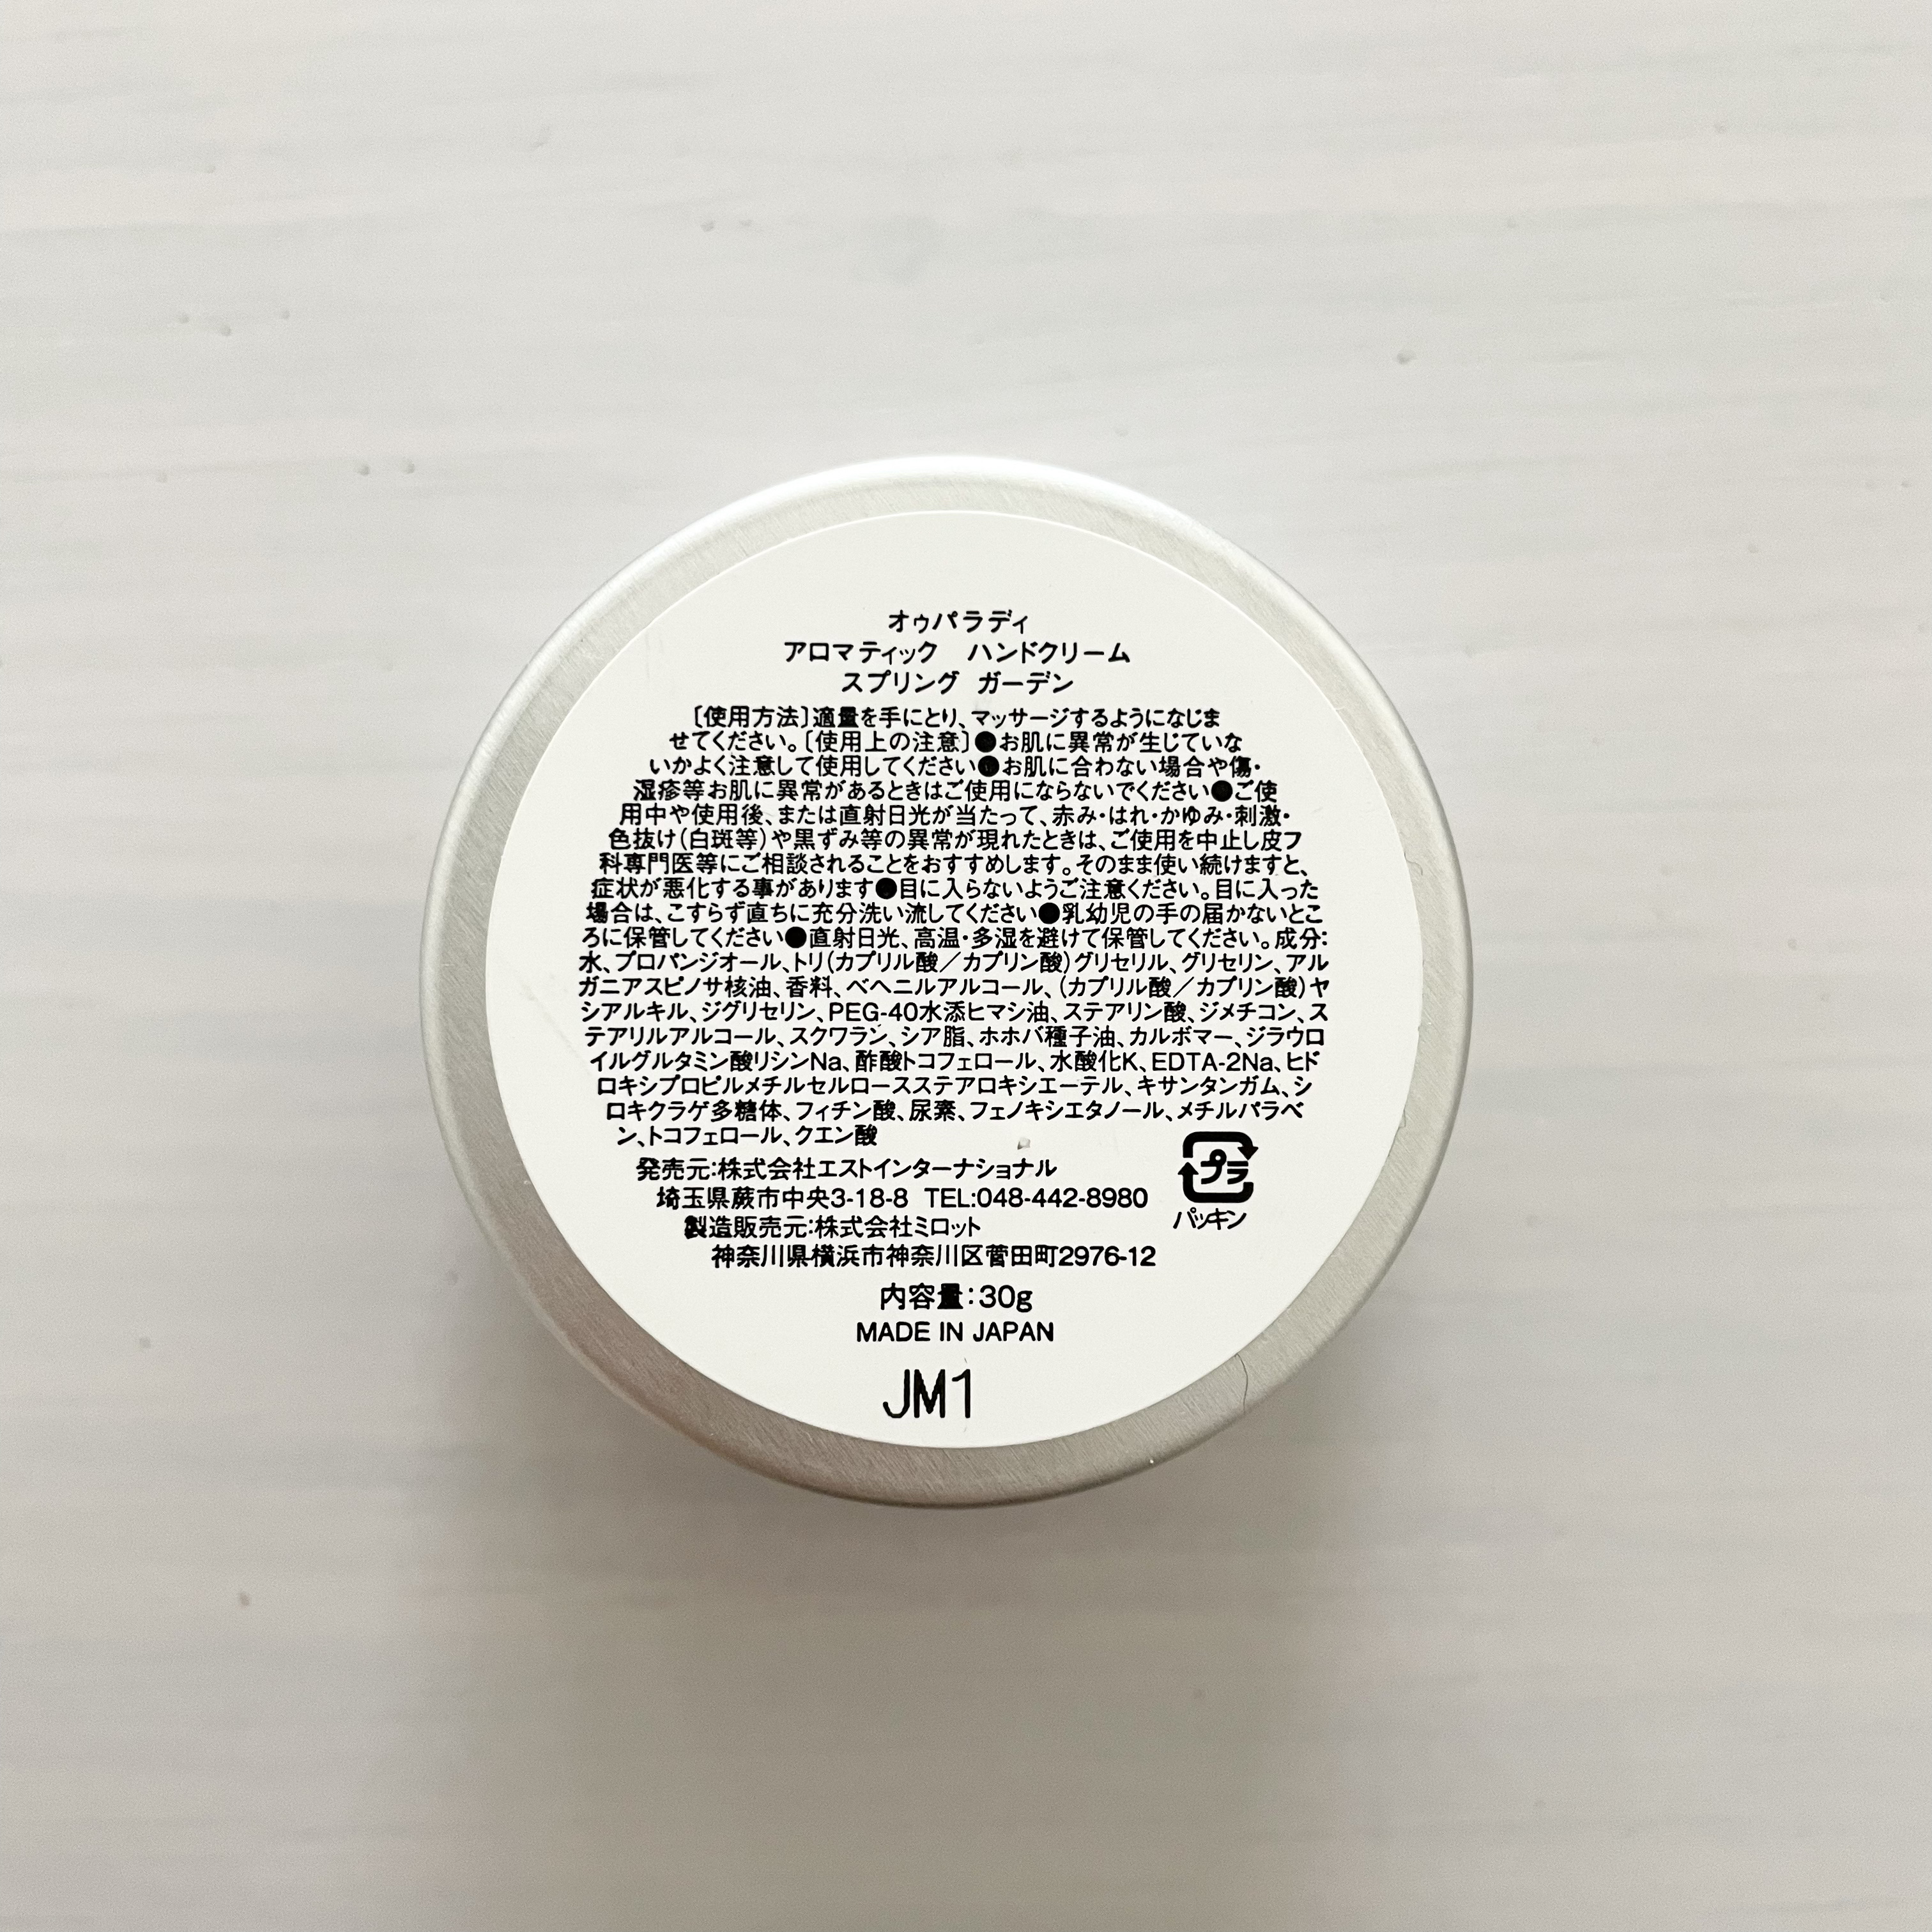 オゥパラディ
アロマティック ハンドクリーム
スプリング ガーデン
〔使用方法〕適量を手にとり、マッサージするようになじま
せてください。〔使用上の注意〕●お肌に異常が生じていな
いかよく注意して使用してください●お肌に合わない場合や傷・
湿疹等お肌に異常があるときはご使用にならないでください●ご使
用中や使用後、または直射日光が当たって、赤み・はれ・かゆみ・刺激・
色抜け(白斑等)や黒ずみ等の異常が現れたときは、ご使用を中止し皮フ
科専門医等にご相談されることをおすすめします。そのまま使い続けますと、
症状が悪化する事があります●目に入らないようご注意ください。目に入った
場合は、こすらず直ちに充分洗い流してください●乳幼児の手の届かないとこ
ろに保管してください●直射日光、高温・多湿を避けて保管してください。成分:
水、プロパンジオール、トリ(カプリル酸/カプリン酸)グリセリル、グリセリン、アル
ガニアスピノサ核油、香料、ベヘニルアルコール、(カプリル酸/カプリン酸)ヤ
シアルキル、ジグリセリン、PEG-40水添ヒマシ油、ステアリン酸、ジメチコン、ス
テアリルアルコール、スクワラン、シア脂、ホホバ種子油、カルボマー、ジラウロ
イルグルタミン酸リシンNa、酢酸トコフェロール、水酸化K、EDTA-2Na、ヒド
ロキシプロピルメチルセルロースステアロキシエーテル、キサンタンガム、シ
ロキクラゲ多糖体、フィチン酸、尿素、フェノキシエタノール、メチルパラベ
ン、トコフェロール、クエン酸
発売元:株式会社エストインターナショナル
埼玉県蕨市中央3-18-8 TEL:048-442-8980
製造販売元:株式会社ミロット
神奈川県横浜市神奈川区菅田町2976-12
プラ
パッキン
内容量:30g
MADE IN JAPAN
JM1